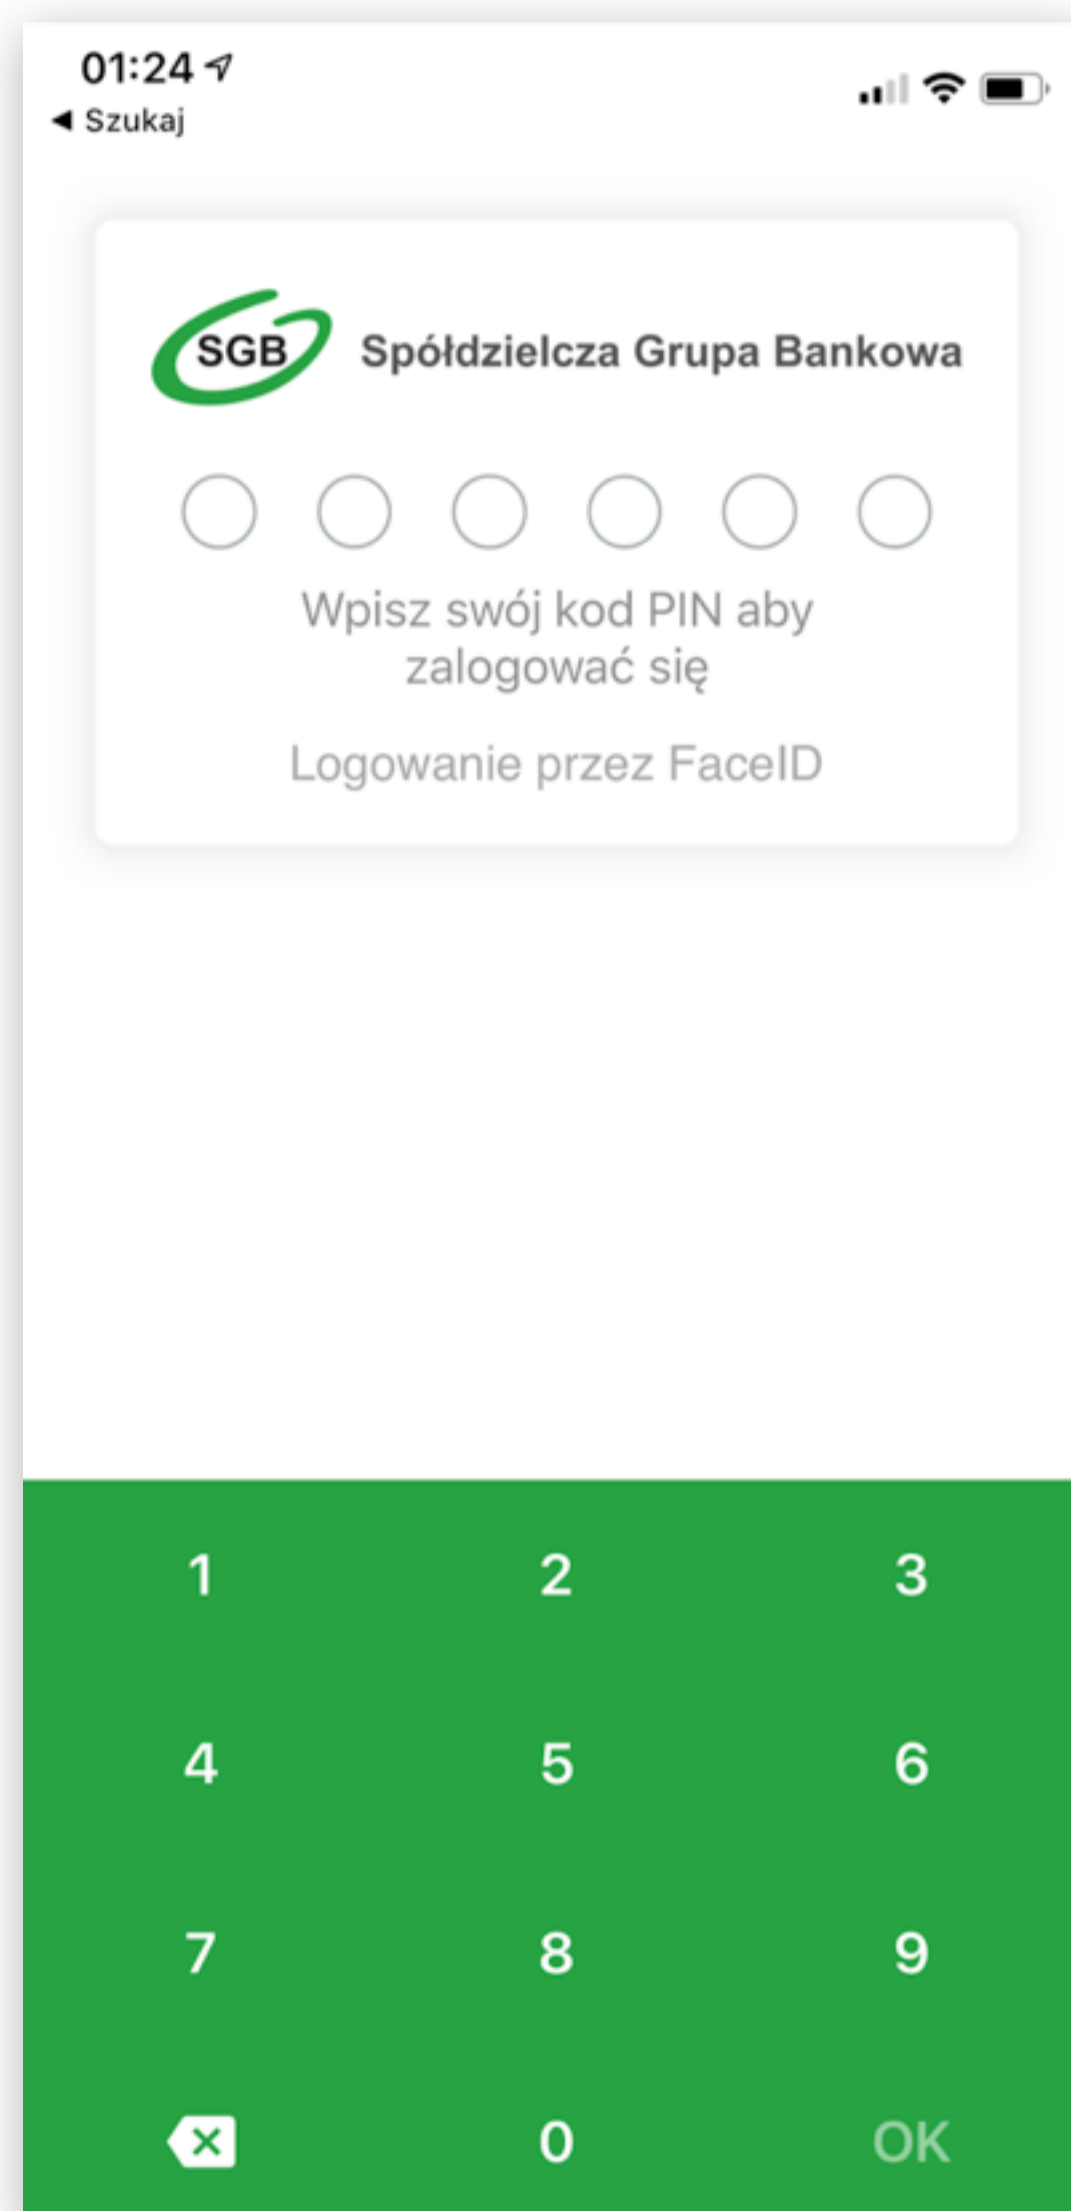 01:24
◀ Szukaj
SGB Spółdzielcza Grupa Bankowa
Wpisz swój kod PIN aby
zalogować się
Logowanie przez FaceID
1 2 3
4 5 6
7 8 9
0 OK